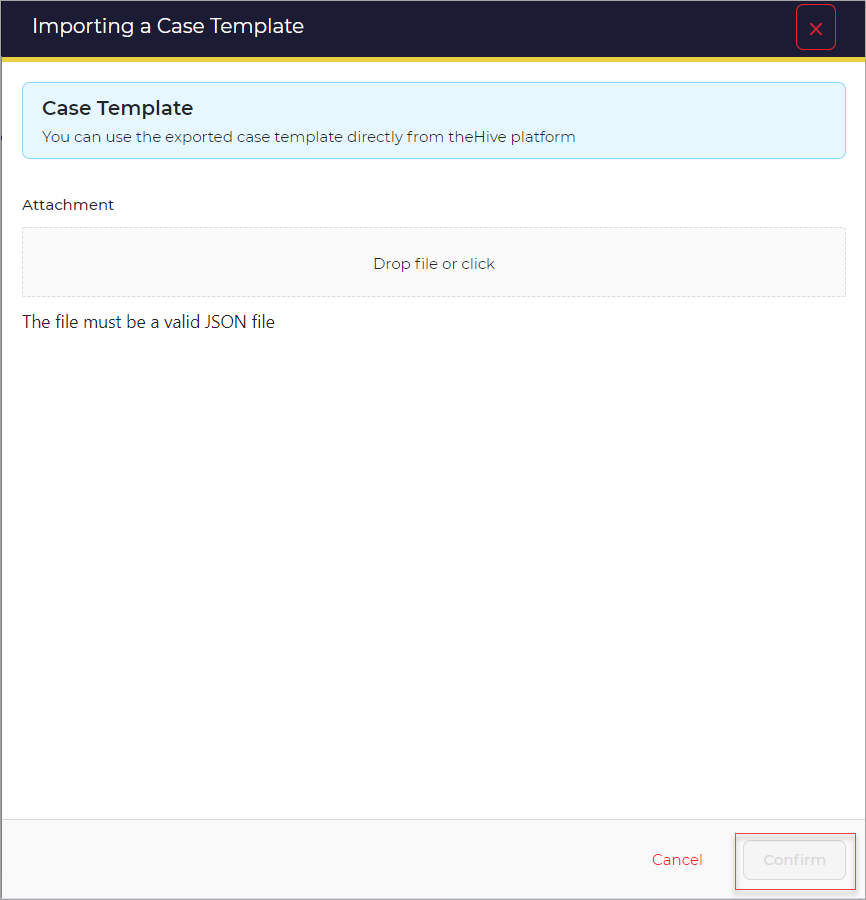 Importing a Case Template
Case Template
You can use the exported case template directly from theHive platform
Attachment
Drop file or click
The file must be a valid JSON file
Cancel
Confirm